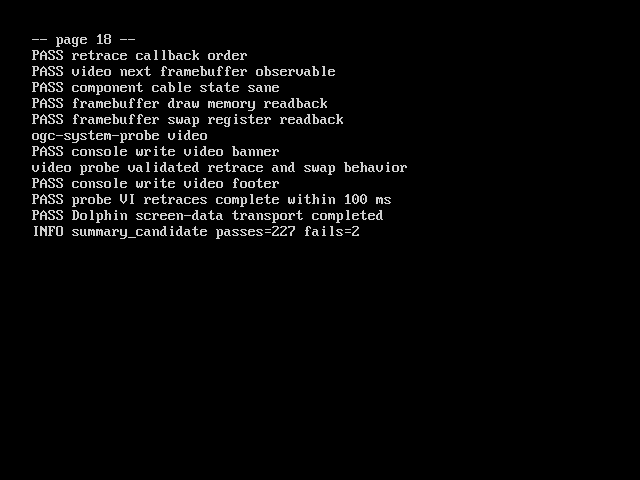 -- page 18 --
PASS retrace callback order
PASS video next framebuffer observable
PASS component cable state sane
PASS framebuffer draw memory readback
PASS framebuffer swap register readback
ogc-system-probe video
PASS console write video banner
video probe validated retrace and swap behavior
PASS console write video footer
PASS probe VI retraces complete within 100 ms
PASS Dolphin screen-data transport completed
INFO summary_candidate passes=227 fails=2